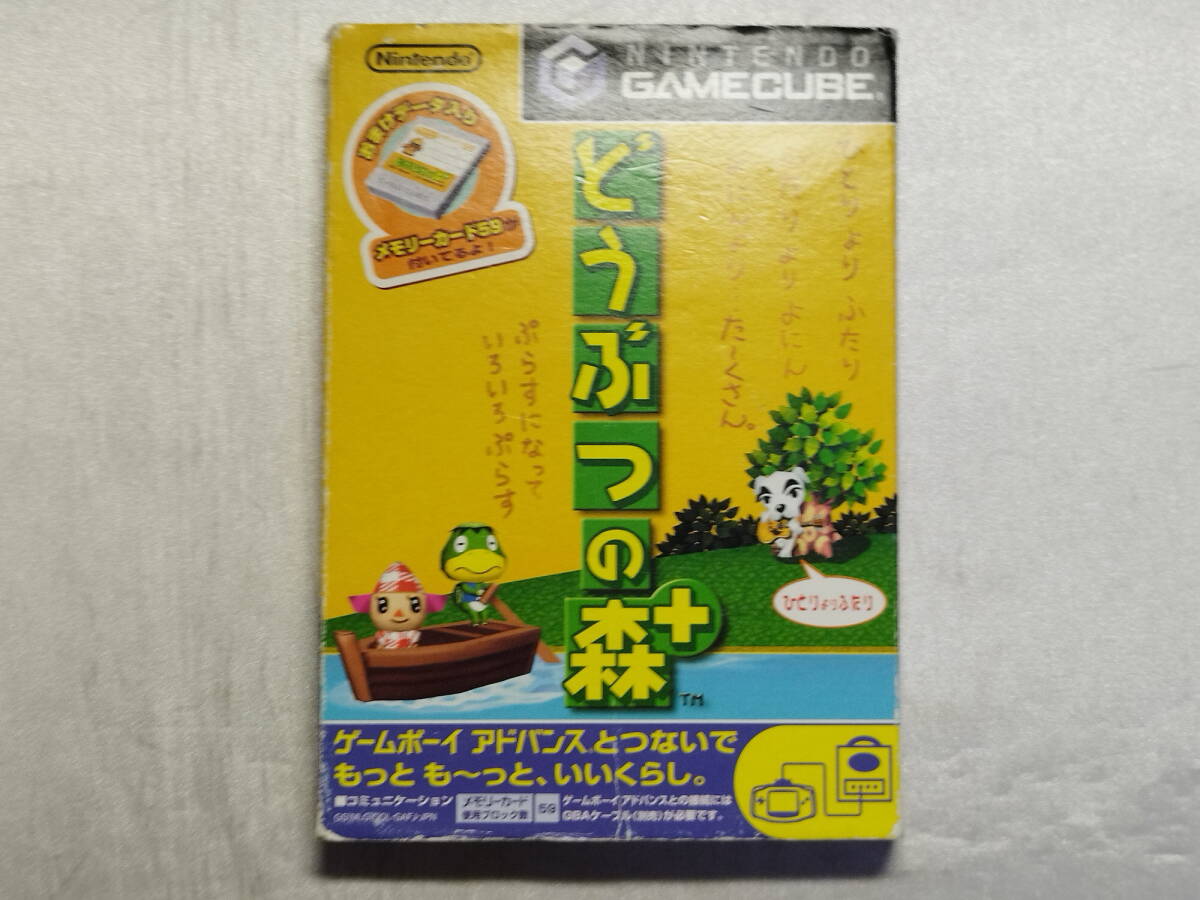 Nintendo
NINTENDO
GAMECUBE
おまけデータ入り
メモリーカード59が
付いてるよ!
どうぶつの森+
TM
ひとりより ふたり
ふたりより よにん
よにんより たーくさん。
ぷらすになって
いろいろ ぷらす
ひとりよりふたり
ゲームボーイ アドバンスとつないで
もっと も〜っと、いいくらし。
■コミュニケーション
メモリーカード
使用ブロック数
59
ゲームボーイアドバンスとの接続には
GBAケーブル(別売)が必要です。